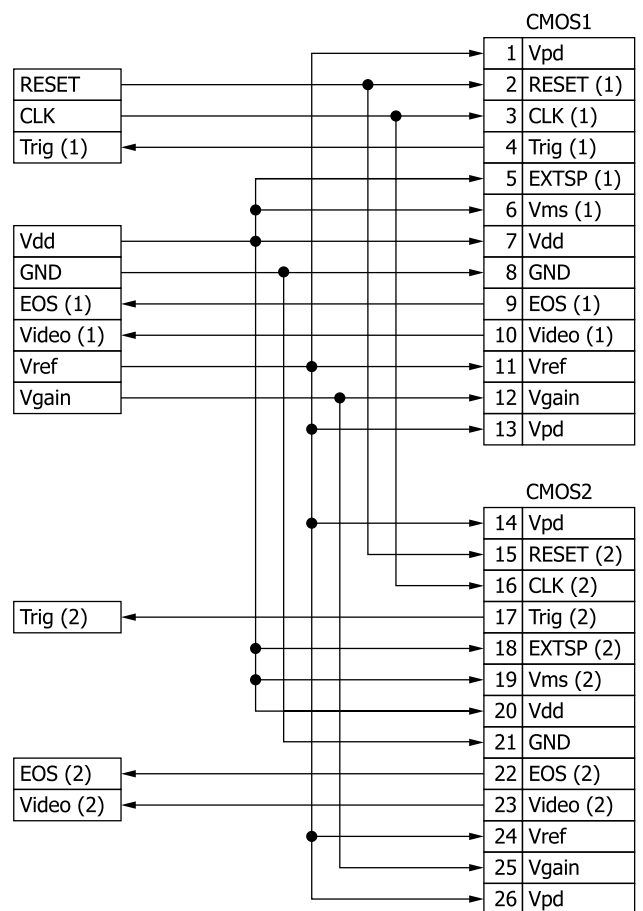 CMOS1
1 Vpd
RESET 2 RESET (1)
CLK 3 CLK (1)
Trig (1) 4 Trig (1)
5 EXTSP (1)
6 Vms (1)
Vdd 7 Vdd
GND 8 GND
EOS (1) 9 EOS (1)
Video (1) 10 Video (1)
Vref 11 Vref
Vgain 12 Vgain
13 Vpd
CMOS2
14 Vpd
15 RESET (2)
16 CLK (2)
Trig (2) 17 Trig (2)
18 EXTSP (2)
19 Vms (2)
20 Vdd
21 GND
EOS (2) 22 EOS (2)
Video (2) 23 Video (2)
24 Vref
25 Vgain
26 Vpd